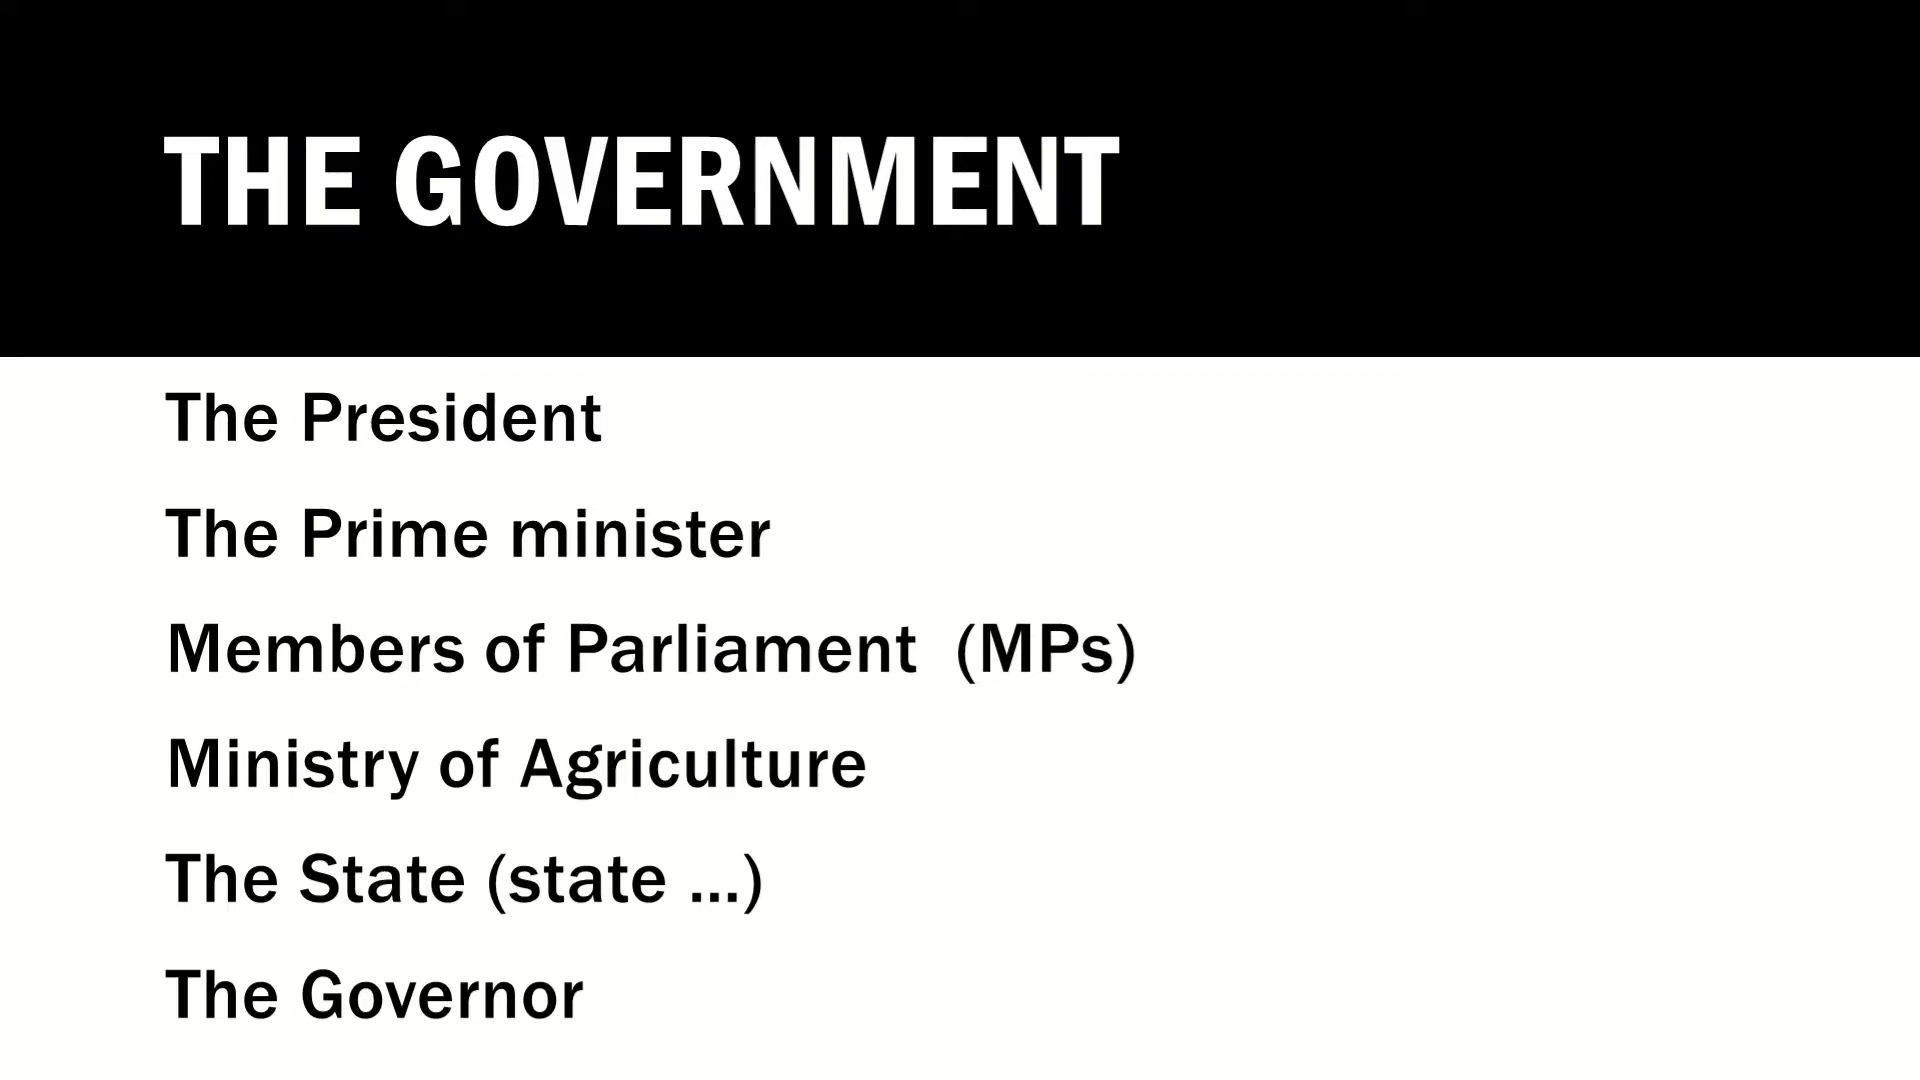 THE GOVERNMENT
The President
The Prime minister
Members of Parliament  (MPs)
Ministry of Agriculture
The State (state ...)
The Governor